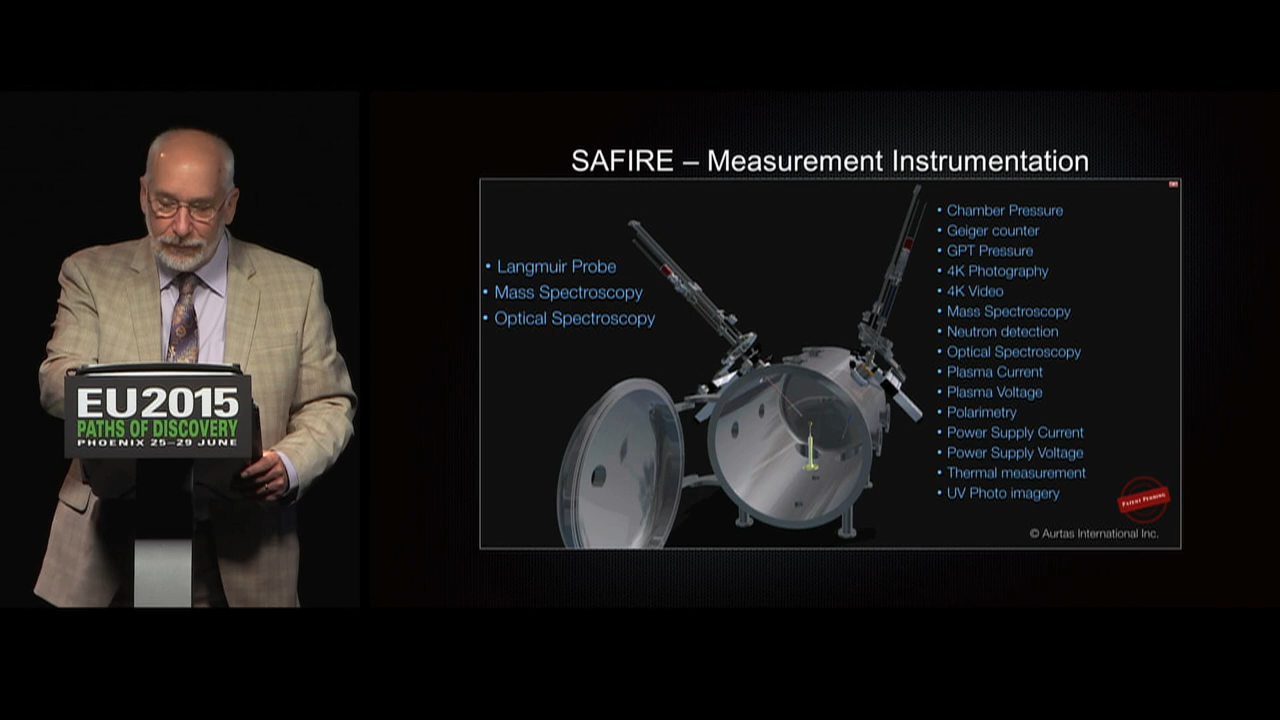 SAFIRE – Measurement Instrumentation
• Langmuir Probe
• Mass Spectroscopy
• Optical Spectroscopy
• Chamber Pressure
• Geiger counter
• GPT Pressure
• 4K Photography
• 4K Video
• Mass Spectroscopy
• Neutron detection
• Optical Spectroscopy
• Plasma Current
• Plasma Voltage
• Polarimetry
• Power Supply Current
• Power Supply Voltage
• Thermal measurement
• UV Photo imagery
PATENT PENDING
© Aurtas International Inc.
EU2015
PATHS OF DISCOVERY
PHOENIX 25–29 JUNE